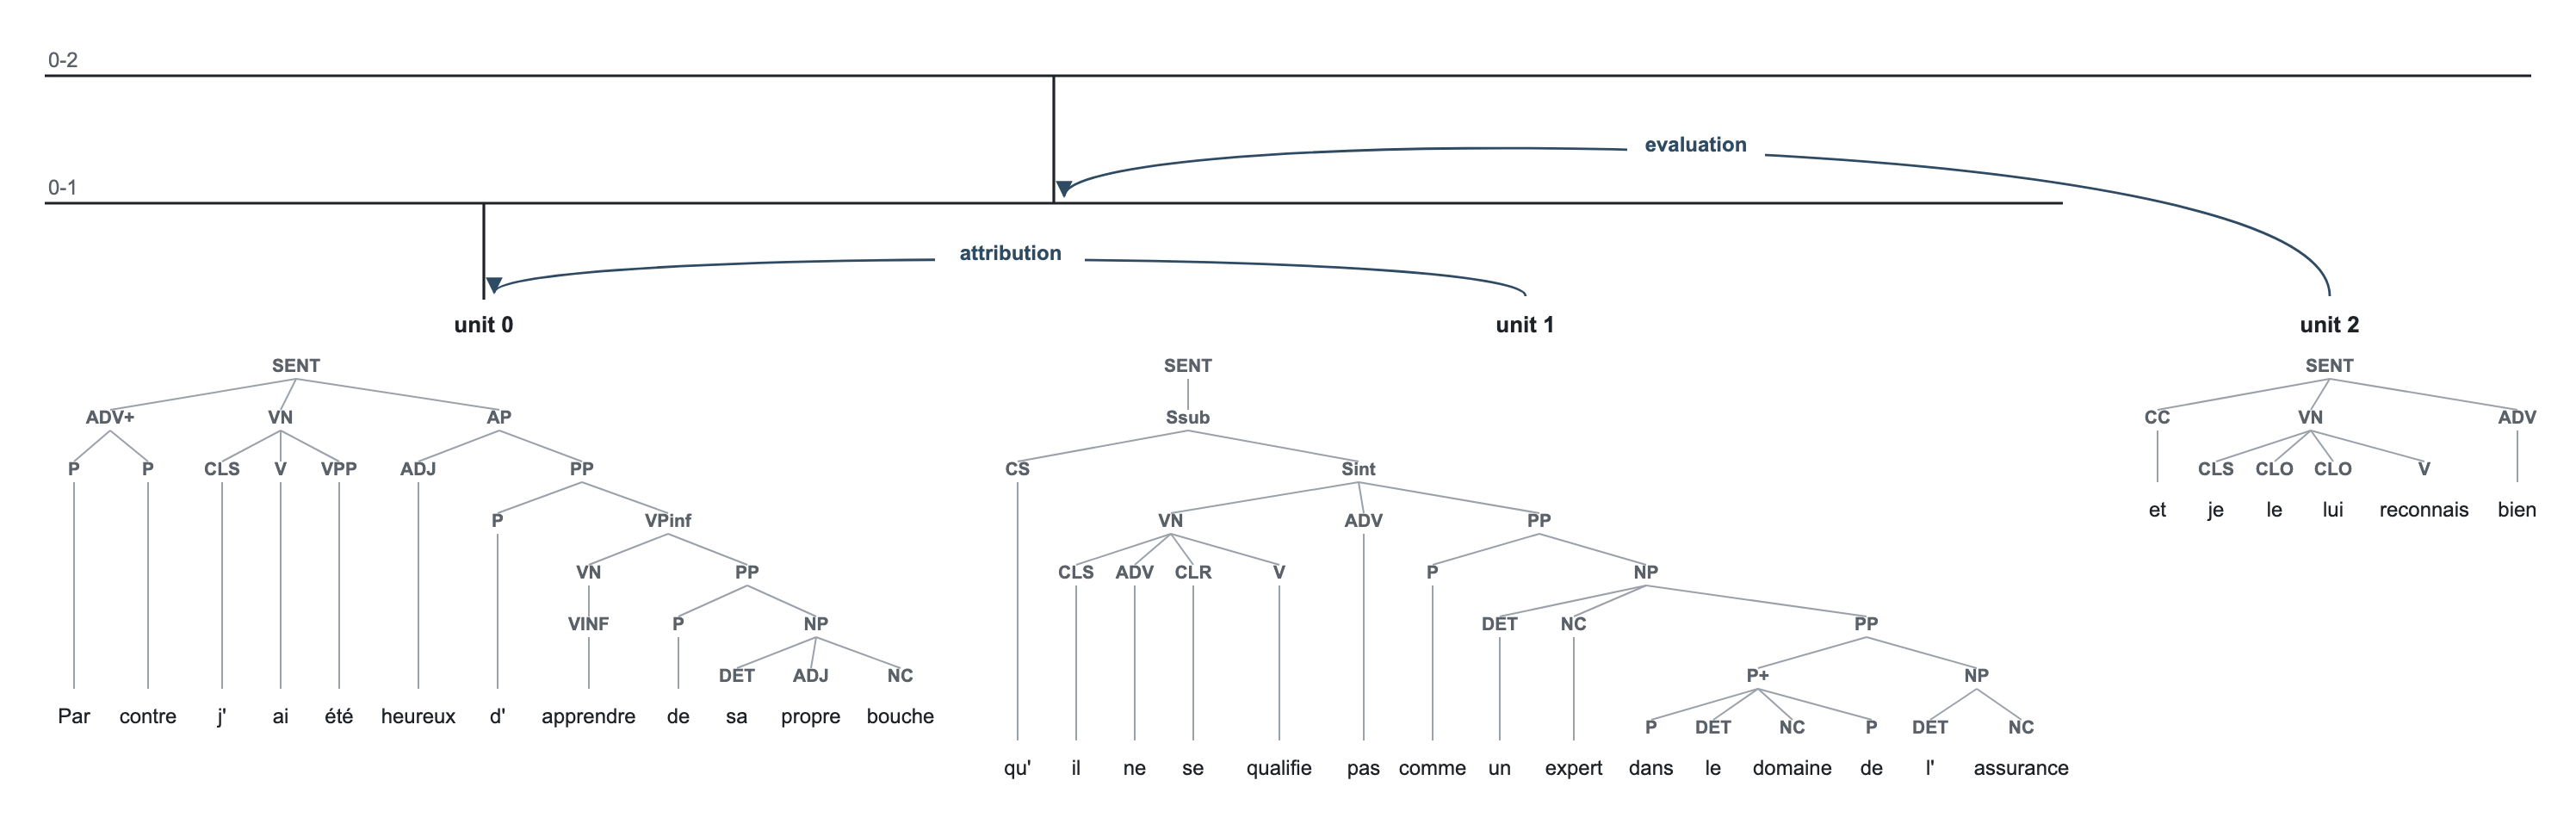 0-2
evaluation
0-1
attribution
unit 0 unit 1 unit 2
SENT SENT SENT
ADV+ VN AP Ssub CC VN ADV
P P CLS V VPP ADJ PP CS Sint CLS CLO CLO V
P VPinf VN ADV PP et je le lui reconnais bien
VN PP CLS ADV CLR V P NP
VINF P NP DET NC PP
DET ADJ NC P+ NP
Par contre j' ai été heureux d' apprendre de sa propre bouche P DET NC P DET NC
qu' il ne se qualifie pas comme un expert dans le domaine de l' assurance